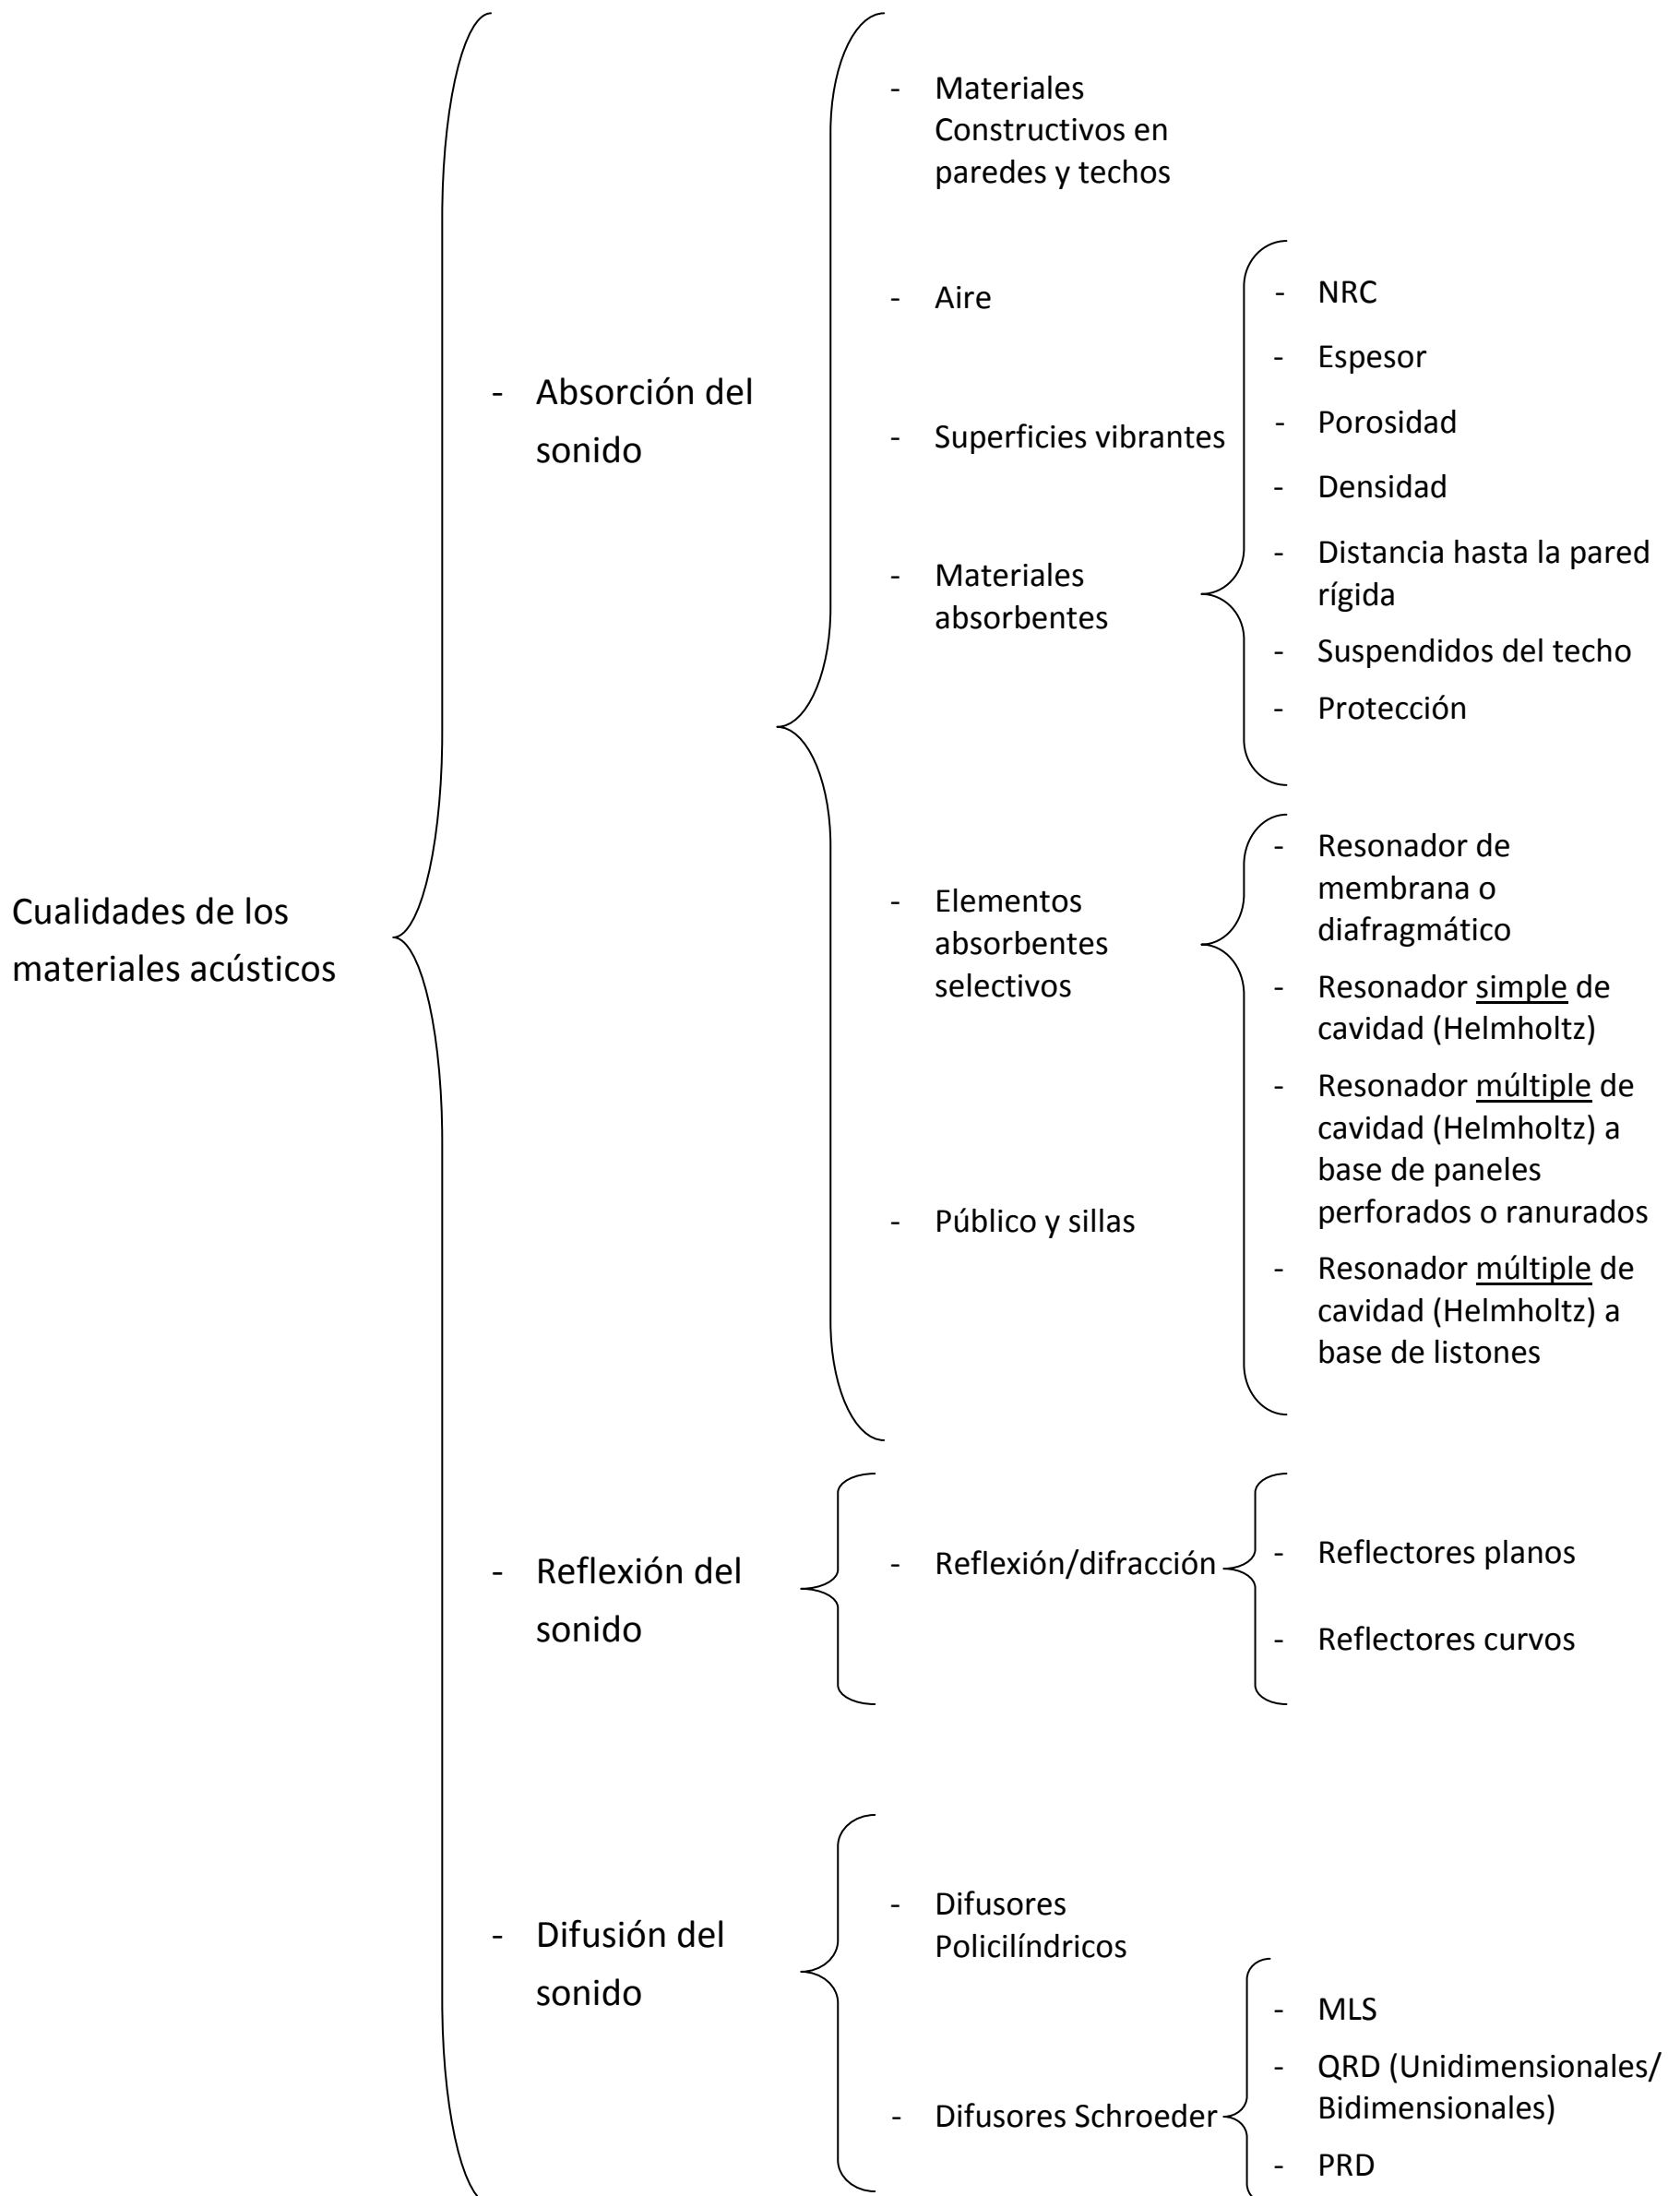 Cualidades de los
materiales acústicos
- Absorción del
sonido
- Materiales
Constructivos en
paredes y techos
- Aire
- Superficies vibrantes
- Materiales
absorbentes
- NRC
- Espesor
- Porosidad
- Densidad
- Distancia hasta la pared
rígida
- Suspendidos del techo
- Protección
- Elementos
absorbentes
selectivos
- Resonador de
membrana o
diafragmático
- Resonador simple de
cavidad (Helmholtz)
- Resonador múltiple de
cavidad (Helmholtz) a
base de paneles
perforados o ranurados
- Resonador múltiple de
cavidad (Helmholtz) a
base de listones
- Público y sillas
- Reflexión del
sonido
- Reflexión/difracción
- Reflectores planos
- Reflectores curvos
- Difusión del
sonido
- Difusores
Policilíndricos
- Difusores Schroeder
- MLS
- QRD (Unidimensionales/
Bidimensionales)
- PRD